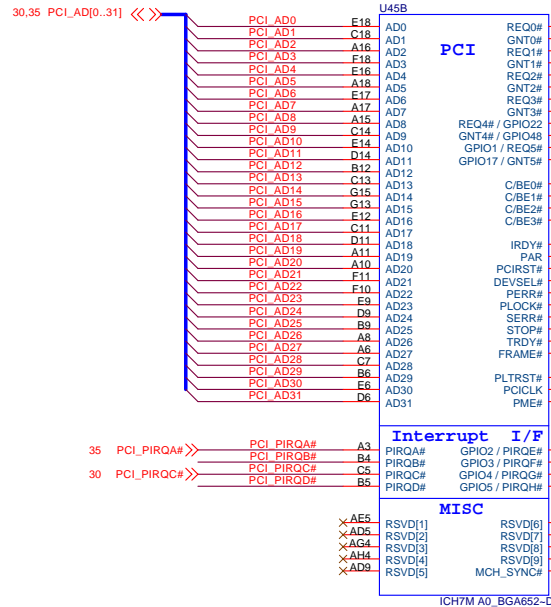 U45B
30,35 PCI_AD[0..31]
PCI
PCI_AD0 E18 AD0 REQ0#
PCI_AD1 C18 AD1 GNT0#
PCI_AD2 A16 AD2 REQ1#
PCI_AD3 F18 AD3 GNT1#
PCI_AD4 E16 AD4 REQ2#
PCI_AD5 A18 AD5 GNT2#
PCI_AD6 E17 AD6 REQ3#
PCI_AD7 A17 AD7 GNT3#
PCI_AD8 A15 AD8 REQ4# / GPIO22
PCI_AD9 C14 AD9 GNT4# / GPIO48
PCI_AD10 E14 AD10 GPIO1 / REQ5#
PCI_AD11 D14 AD11 GPIO17 / GNT5#
PCI_AD12 B12 AD12
PCI_AD13 C13 AD13 C/BE0#
PCI_AD14 G15 AD14 C/BE1#
PCI_AD15 G13 AD15 C/BE2#
PCI_AD16 E12 AD16 C/BE3#
PCI_AD17 C11 AD17
PCI_AD18 D11 AD18 IRDY#
PCI_AD19 A11 AD19 PAR
PCI_AD20 A10 AD20 PCIRST#
PCI_AD21 F11 AD21 DEVSEL#
PCI_AD22 F10 AD22 PERR#
PCI_AD23 E9 AD23 PLOCK#
PCI_AD24 D9 AD24 SERR#
PCI_AD25 B9 AD25 STOP#
PCI_AD26 A8 AD26 TRDY#
PCI_AD27 A6 AD27 FRAME#
PCI_AD28 C7 AD28
PCI_AD29 B6 AD29 PLTRST#
PCI_AD30 E6 AD30 PCICLK
PCI_AD31 D6 AD31 PME#
Interrupt I/F
35 PCI_PIRQA# PCI_PIRQA# A3 PIRQA# GPIO2 / PIRQE#
PCI_PIRQB# B4 PIRQB# GPIO3 / PIRQF#
30 PCI_PIRQC# PCI_PIRQC# C5 PIRQC# GPIO4 / PIRQG#
PCI_PIRQD# B5 PIRQD# GPIO5 / PIRQH#
MISC
AE5 RSVD[1] RSVD[6]
AD5 RSVD[2] RSVD[7]
AG4 RSVD[3] RSVD[8]
AH4 RSVD[4] RSVD[9]
AD9 RSVD[5] MCH_SYNC#
ICH7M A0_BGA652~D